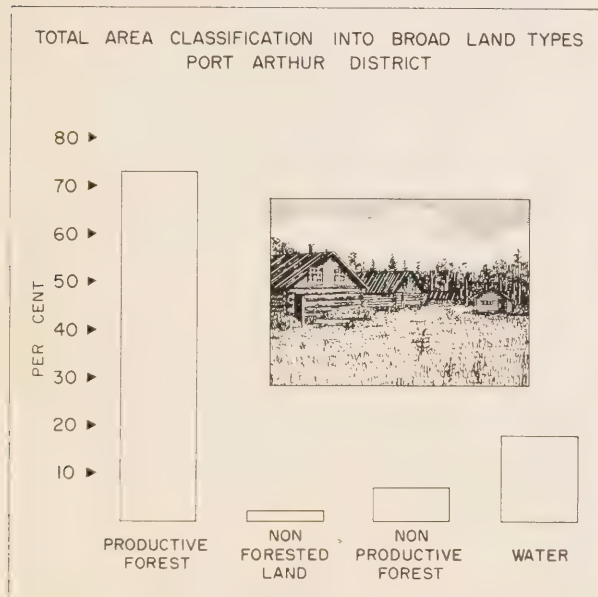 TOTAL AREA CLASSIFICATION INTO BROAD LAND TYPES
PORT ARTHUR DISTRICT
80
70
60
50
40
30
20
10
PER CENT
PRODUCTIVE
FOREST
NON
FORESTED
LAND
NON
PRODUCTIVE
FOREST
WATER